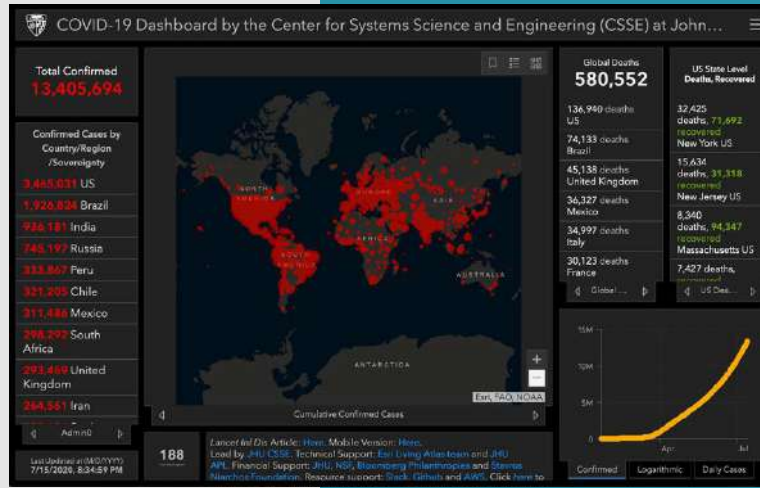 COVID-19 Dashboard by the Center for Systems Science and Engineering (CSSE) at John...
Total Confirmed
13,405,694
Confirmed Cases by
Country/Region
/Sovereignty
3,465,031 US
1,926,824 Brazil
936,181 India
745,197 Russia
333,867 Peru
321,205 Chile
311,486 Mexico
298,292 South
Africa
293,469 United
Kingdom
264,561 Iran
Admin0
Last Updated at (M/D/YYYY)
7/15/2020, 8:34:59 PM
NORTH
AMERICA
SOUTH
AMERICA
EUROPE
ASIA
AFRICA
AUSTRALIA
ANTARCTICA
+
−
Esri, FAO, NOAA
Cumulative Confirmed Cases
188
Lancet Inf Dis Article: Here. Mobile Version: Here.
Lead by JHU CSSE. Technical Support: Esri Living Atlas team and JHU
APL. Financial Support: JHU, NSF, Bloomberg Philanthropies and Stavros
Niarchos Foundation. Resource support: Slack, Github and AWS. Click here to
Global Deaths
580,552
136,940 deaths
US
74,133 deaths
Brazil
45,138 deaths
United Kingdom
36,327 deaths
Mexico
34,997 deaths
Italy
30,123 deaths
France
Global ...
US State Level
Deaths, Recovered
32,425
deaths, 71,692
recovered
New York US
15,634
deaths, 31,318
recovered
New Jersey US
8,340
deaths, 94,347
recovered
Massachusetts US
7,427 deaths,
US Dea...
15M
10M
5M
0
Apr
Jul
Confirmed
Logarithmic
Daily Cases